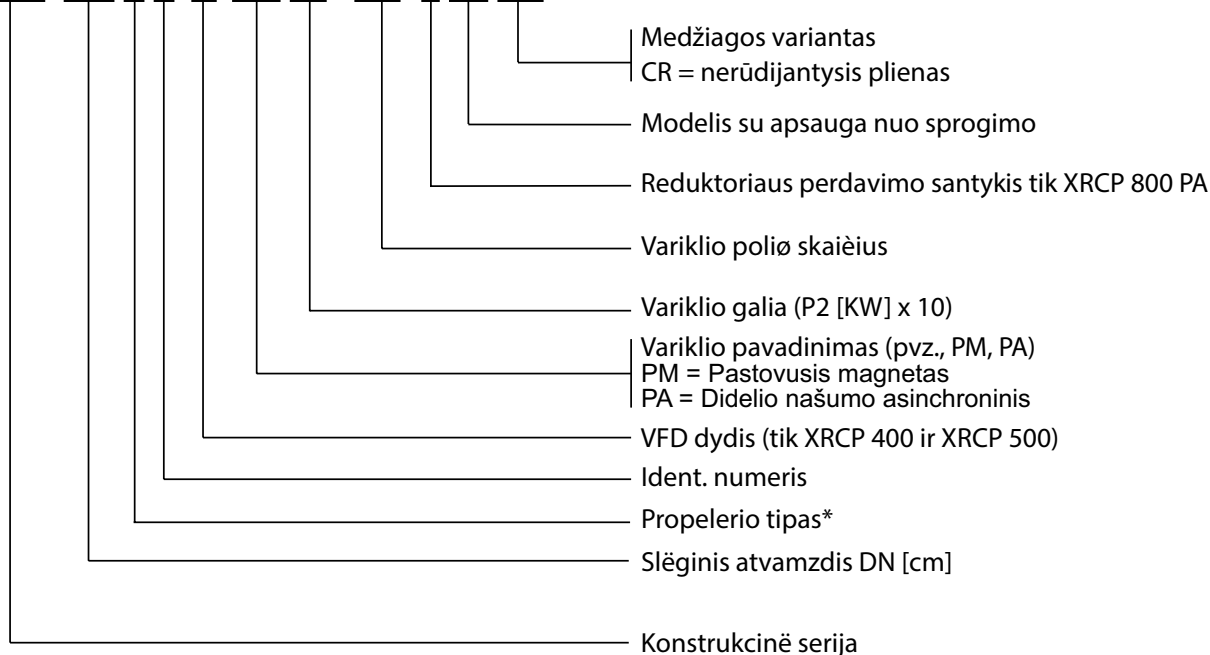 Medžiagos variantas
CR = nerūdijantysis plienas
Modelis su apsauga nuo sprogimo
Reduktoriaus perdavimo santykis tik XRCP 800 PA
Variklio poliø skaièius
Variklio galia (P2 [KW] x 10)
Variklio pavadinimas (pvz., PM, PA)
PM = Pastovusis magnetas
PA = Didelio našumo asinchroninis
VFD dydis (tik XRCP 400 ir XRCP 500)
Ident. numeris
Propelerio tipas*
Slėginis atvamzdis DN [cm]
Konstrukcinë serija